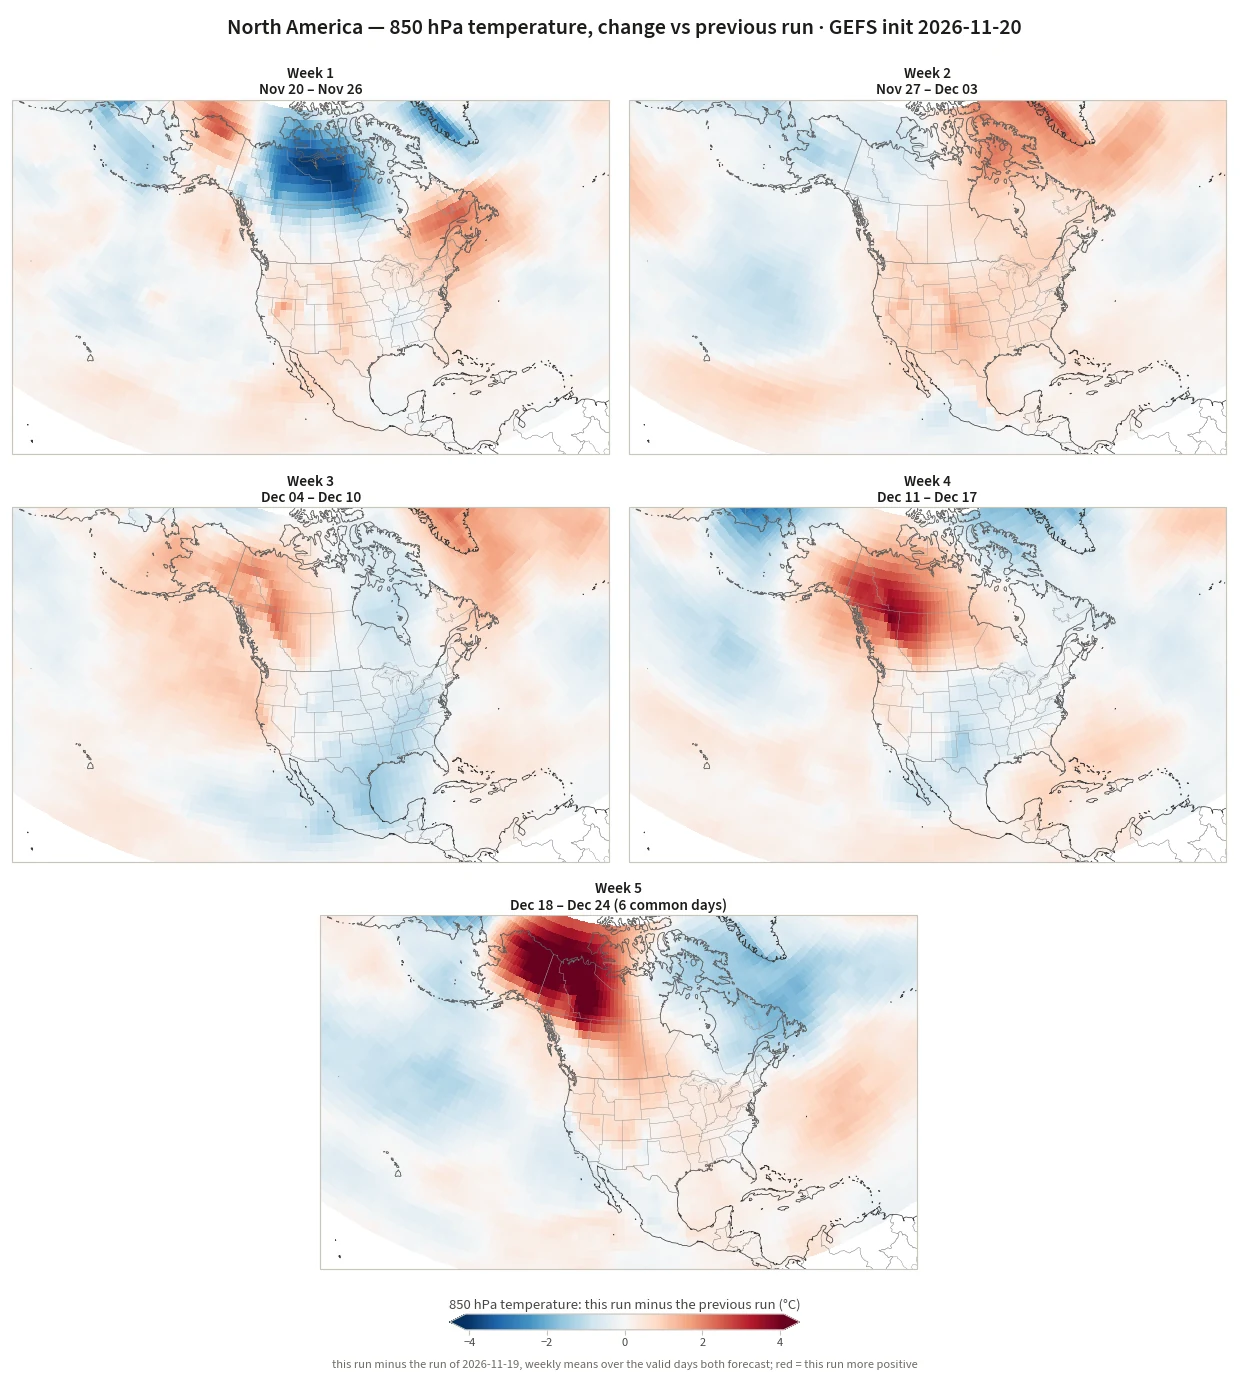 North America — 850 hPa temperature, change vs previous run · GEFS init 2026-11-20
Week 1
Nov 20 – Nov 26
Week 2
Nov 27 – Dec 03
Week 3
Dec 04 – Dec 10
Week 4
Dec 11 – Dec 17
Week 5
Dec 18 – Dec 24 (6 common days)
850 hPa temperature: this run minus the previous run (°C)
−4 −2 0 2 4
this run minus the run of 2026-11-19, weekly means over the valid days both forecast; red = this run more positive